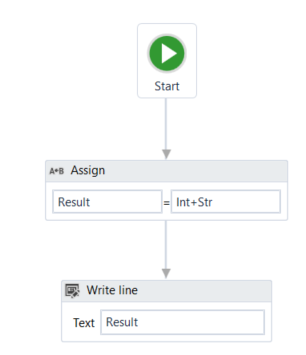 Start
A+B Assign
Result = Int+Str
Write line
Text Result